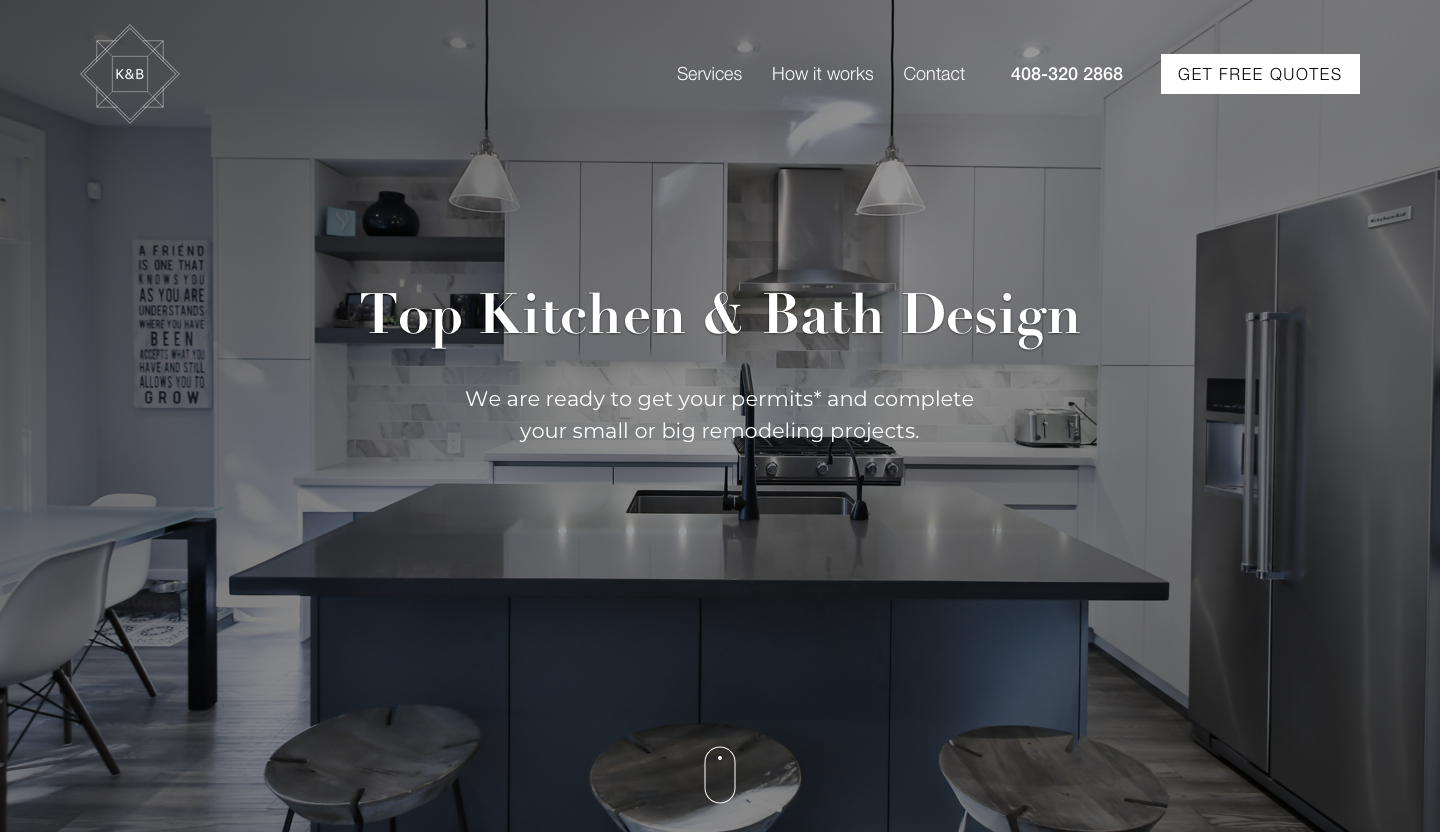 K&B
Services
How it works
Contact
408-320 2868
GET FREE QUOTES
A FRIEND
IS ONE THAT
KNOWS YOU
AS YOU ARE
UNDERSTANDS
WHERE YOU HAVE
BEEN
ACCEPTS WHAT YOU
HAVE AND STILL
ALLOWS YOU TO
GROW
KitchenAid
Top Kitchen & Bath Design
We are ready to get your permits* and complete
your small or big remodeling projects.